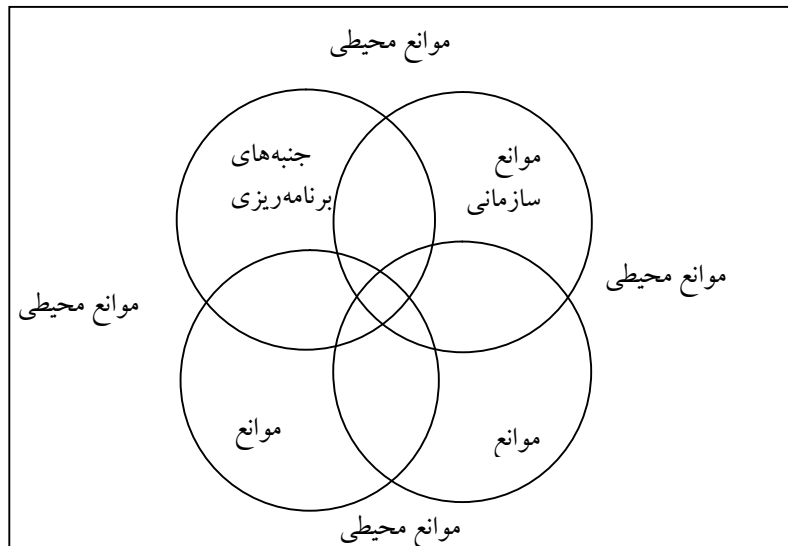 موانع محیطی
موانع
سازمانی
جنبه‌های
برنامه‌ریزی
موانع محیطی
موانع محیطی
موانع
موانع
موانع محیطی